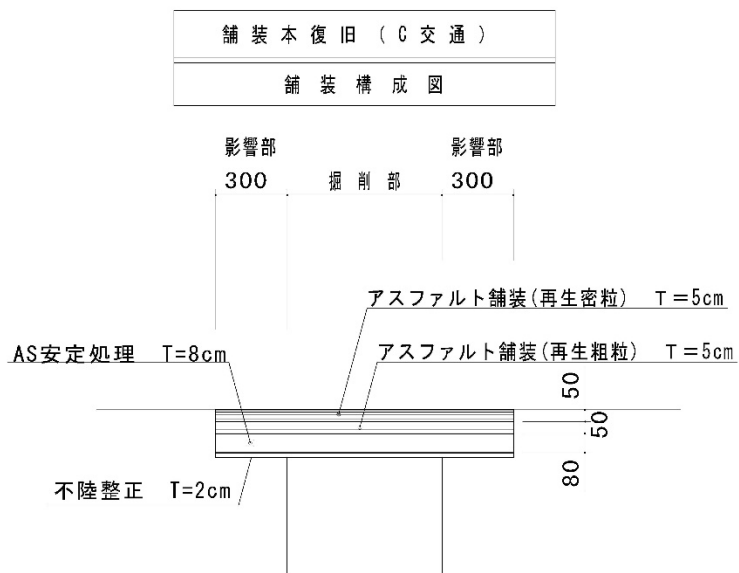 舗装本復旧(C交通)
舗装構成図
影響部 影響部
300 掘削部 300
アスファルト舗装(再生密粒) T=5cm
AS安定処理 T=8cm
アスファルト舗装(再生粗粒) T=5cm
50
50
80
不陸整正 T=2cm